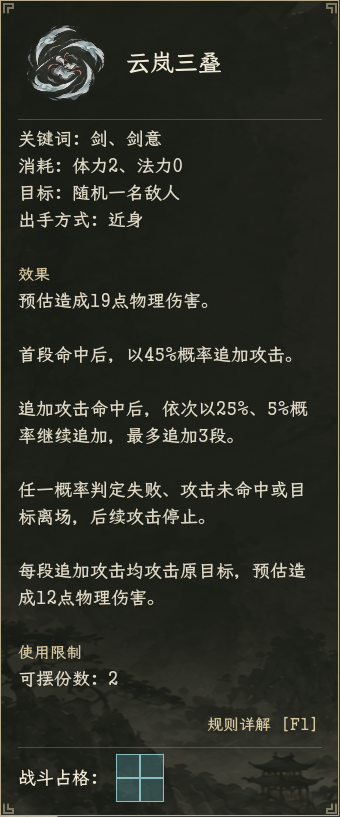 云岚三叠
关键词: 剑、剑意
消耗: 体力2、法力0
目标: 随机一名敌人
出手方式: 近身
效果
预估造成19点物理伤害。
首段命中后，以45%概率追加攻击。
追加攻击命中后，依次以25%、5%概
率继续追加，最多追加3段。
任一概率判定失败、攻击未命中或目
标离场，后续攻击停止。
每段追加攻击均攻击原目标，预估造
成12点物理伤害。
使用限制
可摆份数: 2
规则详解 [F1]
战斗占格: